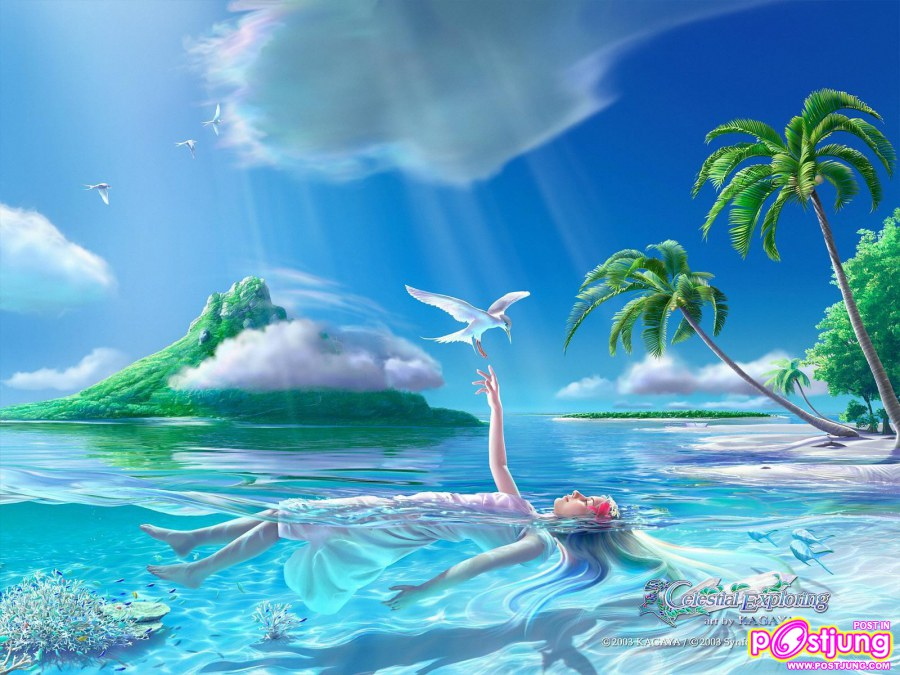 Celestial Exploring
art by KAGAYA
©2003 KAGAYA / ©2003
POST IN
Postjung
WWW.POSTJUNG.COM